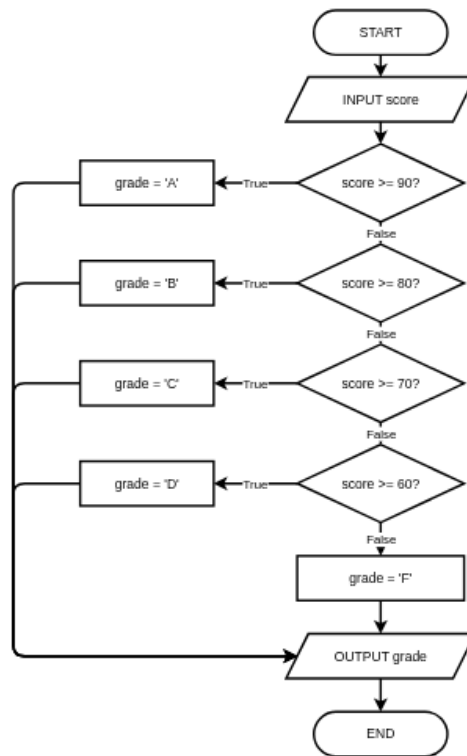 START
INPUT score
score >= 90?
True
grade = 'A'
False
score >= 80?
True
grade = 'B'
False
score >= 70?
True
grade = 'C'
False
score >= 60?
True
grade = 'D'
False
grade = 'F'
OUTPUT grade
END